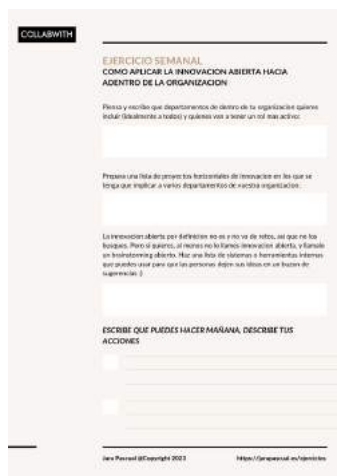 COLLABWITH
EJERCICIO SEMANAL
COMO APLICAR LA INNOVACION ABIERTA HACIA
ADENTRO DE LA ORGANIZACION
Piensa y escribe que departamentos de dentro de tu organizacion quieres
incluir (idealmente a todos) y quienes van a tener un rol mas activo:
Prepara una lista de proyectos horizontales de innovacion en los que se
tenga que implicar a varios departamentos de vuestra organizacion:
La innovacion abierta por definicion no es y no va de retos, asi que no los
busques. Pero si quieres, al menos no lo llames innovacion abierta, y llamale
un brainstorming abierto. Haz una lista de sistemas o herramientas internas
que puedes usar para que las personas dejen sus ideas en un buzon de
sugerencias :)
ESCRIBE QUE PUEDES HACER MAÑANA, DESCRIBE TUS
ACCIONES
Jara Pascual @Copyright 2023
https://jarapascual.es/ejercicios